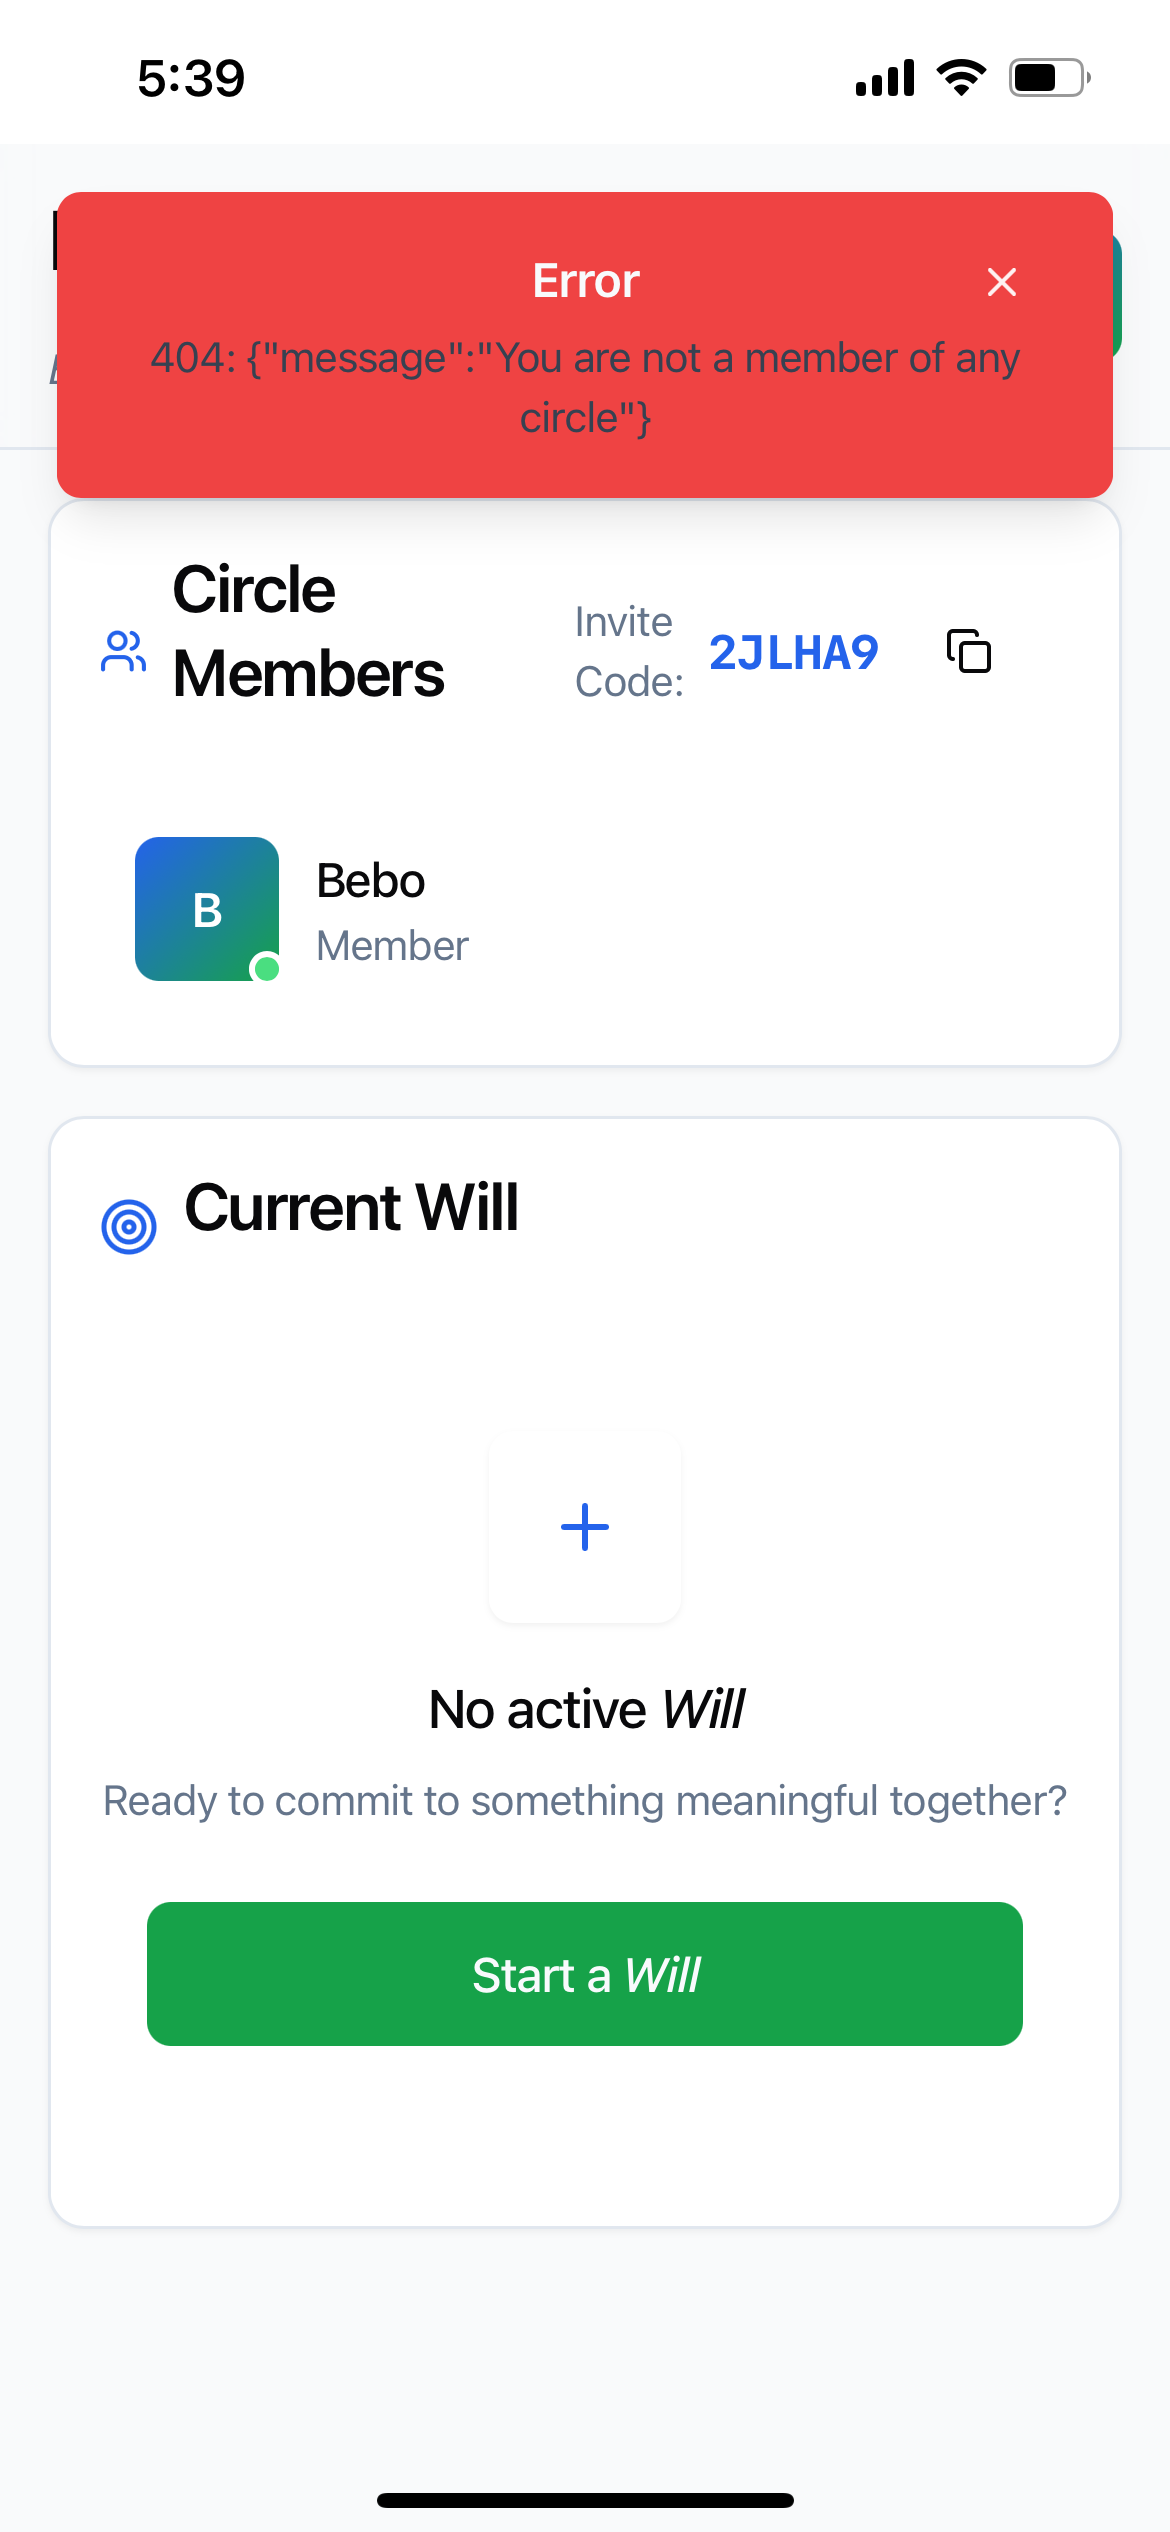 5:39
Error
404: {"message":"You are not a member of any
circle"}
Circle
Members
Invite
Code:
2JLHA9
B
Bebo
Member
Current Will
No active Will
Ready to commit to something meaningful together?
Start a Will